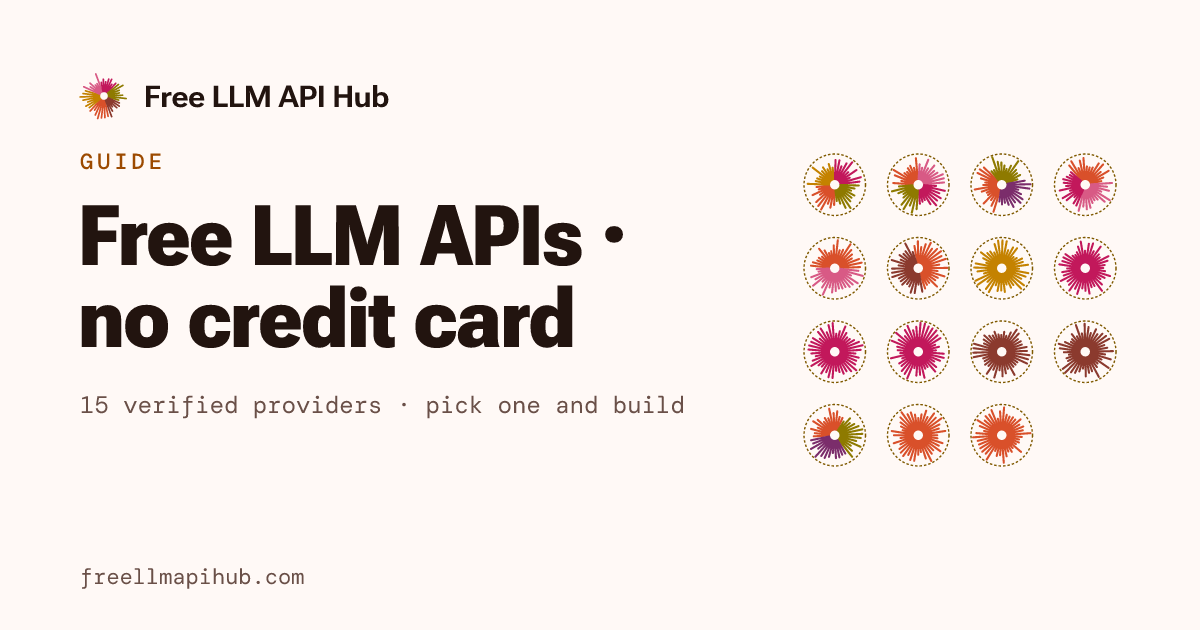 Free LLM API Hub
GUIDE
Free LLM APIs •
no credit card
15 verified providers · pick one and build
freellmapihub.com